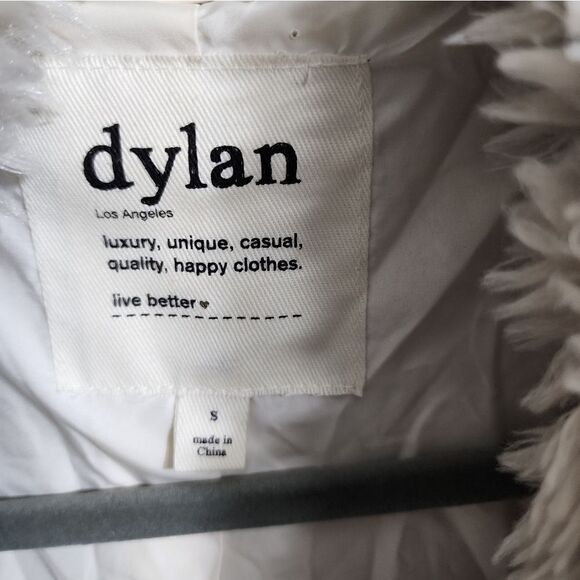 dylan
Los Angeles
luxury, unique, casual,
quality, happy clothes.
live better
S
made in
China